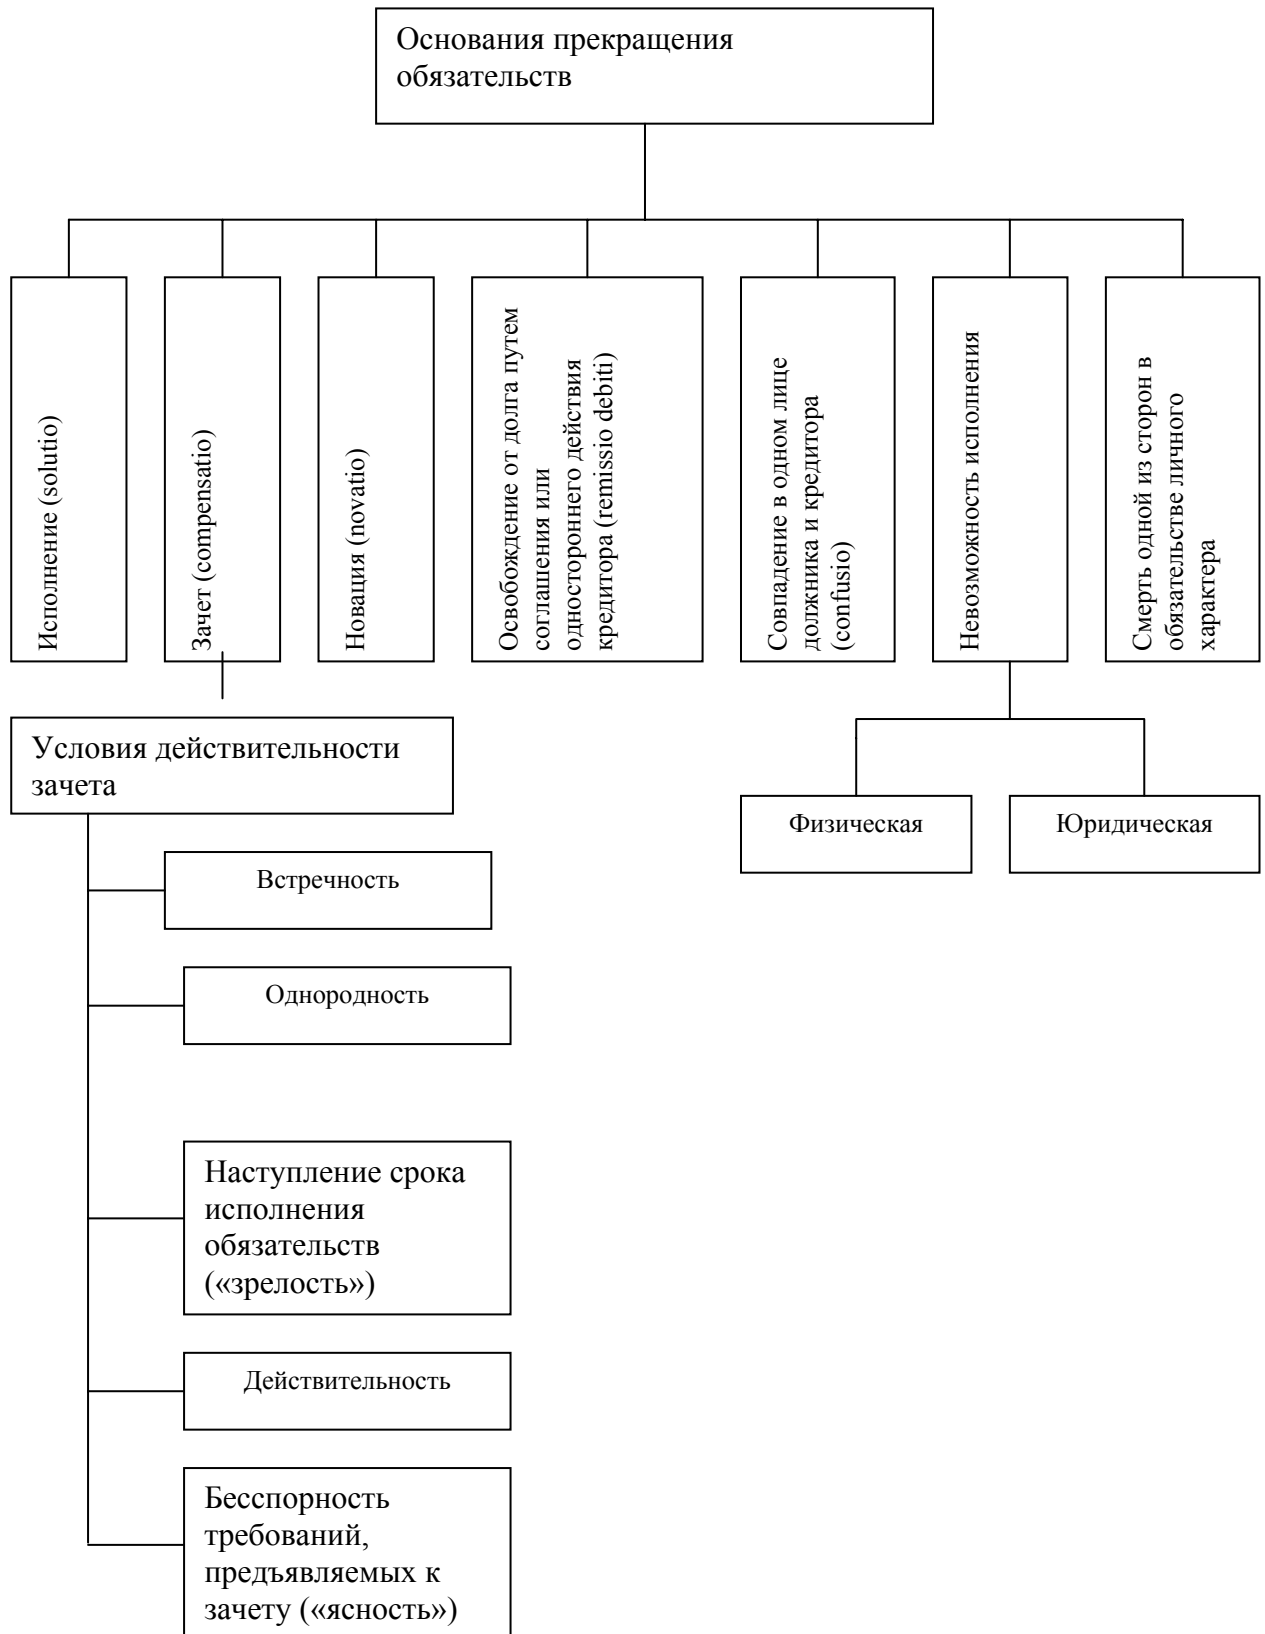 Основания прекращения
обязательств
Исполнение (solutio)
Зачет (compensatio)
Новация (novatio)
Освобождение от долга путем
соглашения или
одностороннего действия
кредитора (remissio debiti)
Совпадение в одном лице
должника и кредитора
(confusio)
Невозможность исполнения
Смерть одной из сторон в
обязательстве личного
характера
Условия действительности
зачета
Физическая
Юридическая
Встречность
Однородность
Наступление срока
исполнения
обязательств
(«зрелость»)
Действительность
Бесспорность
требований,
предъявляемых к
зачету («ясность»)